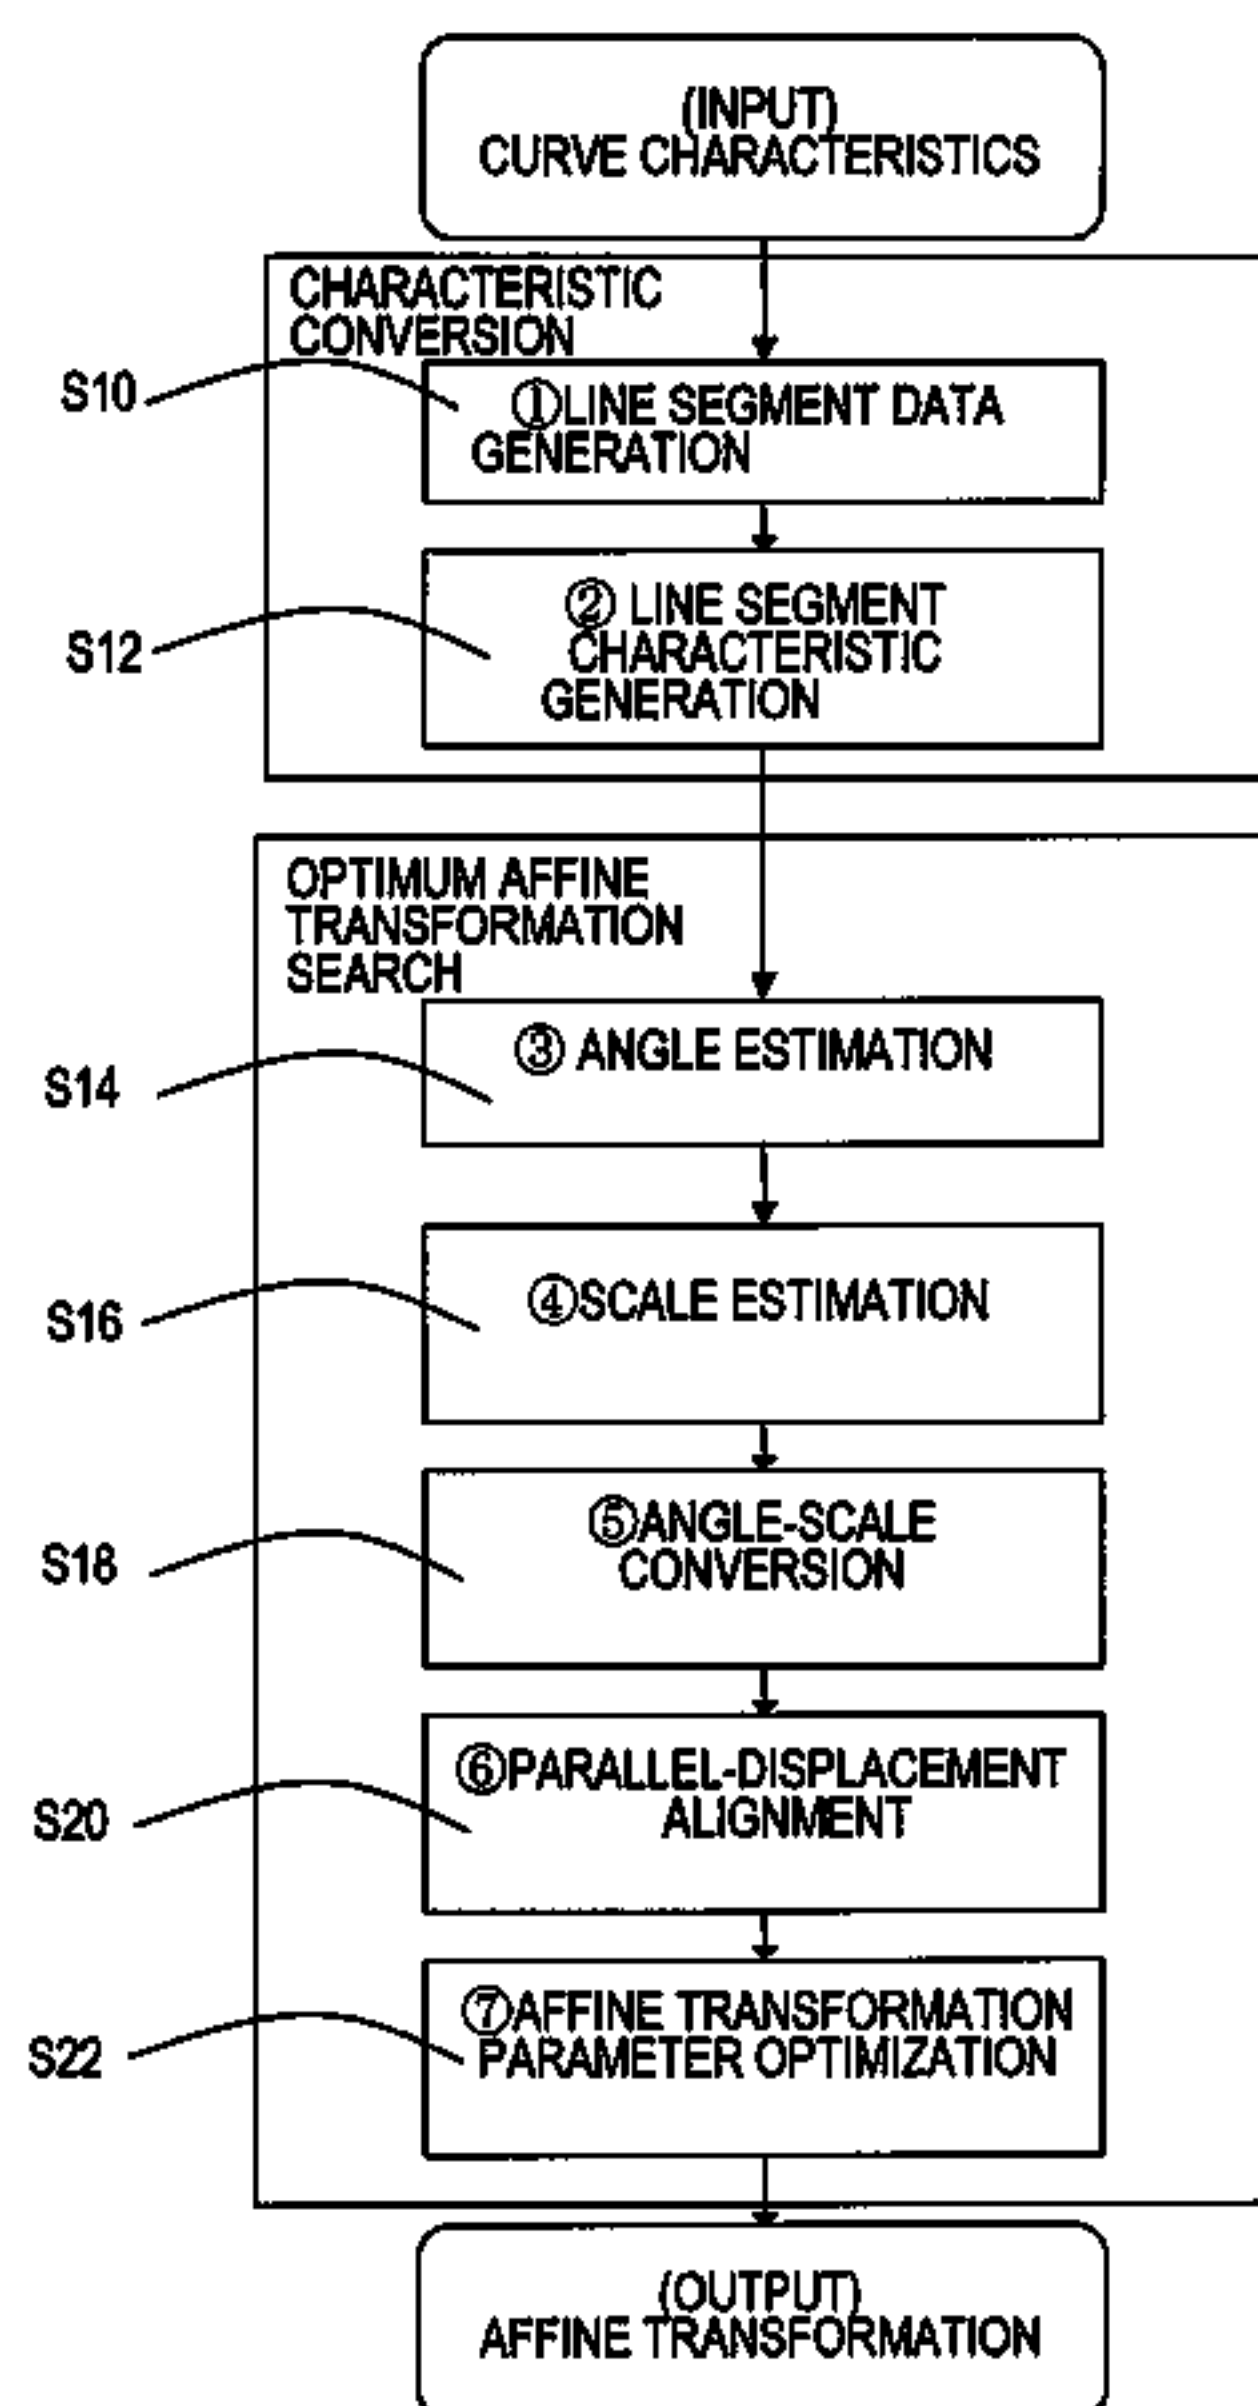 (INPUT)
CURVE CHARACTERISTICS
CHARACTERISTIC
CONVERSION
S10
①LINE SEGMENT DATA
GENERATION
S12
② LINE SEGMENT
CHARACTERISTIC
GENERATION
OPTIMUM AFFINE
TRANSFORMATION
SEARCH
S14
③ ANGLE ESTIMATION
S16
④SCALE ESTIMATION
S18
⑤ANGLE-SCALE
CONVERSION
S20
⑥PARALLEL-DISPLACEMENT
ALIGNMENT
S22
⑦AFFINE TRANSFORMATION
PARAMETER OPTIMIZATION
(OUTPUT)
AFFINE TRANSFORMATION